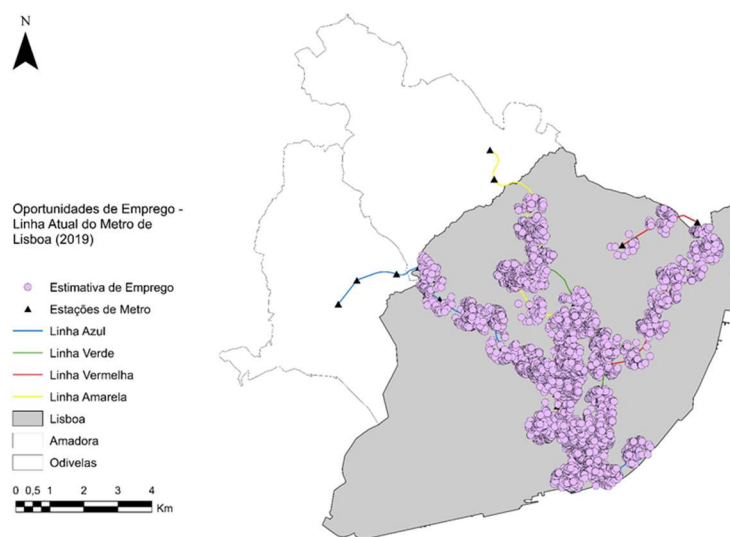 N
Oportunidades de Emprego -
Linha Atual do Metro de
Lisboa (2019)
Estimativa de Emprego
Estações de Metro
Linha Azul
Linha Verde
Linha Vermelha
Linha Amarela
Lisboa
Amadora
Odivelas
0 0,5 1 2 3 4
Km